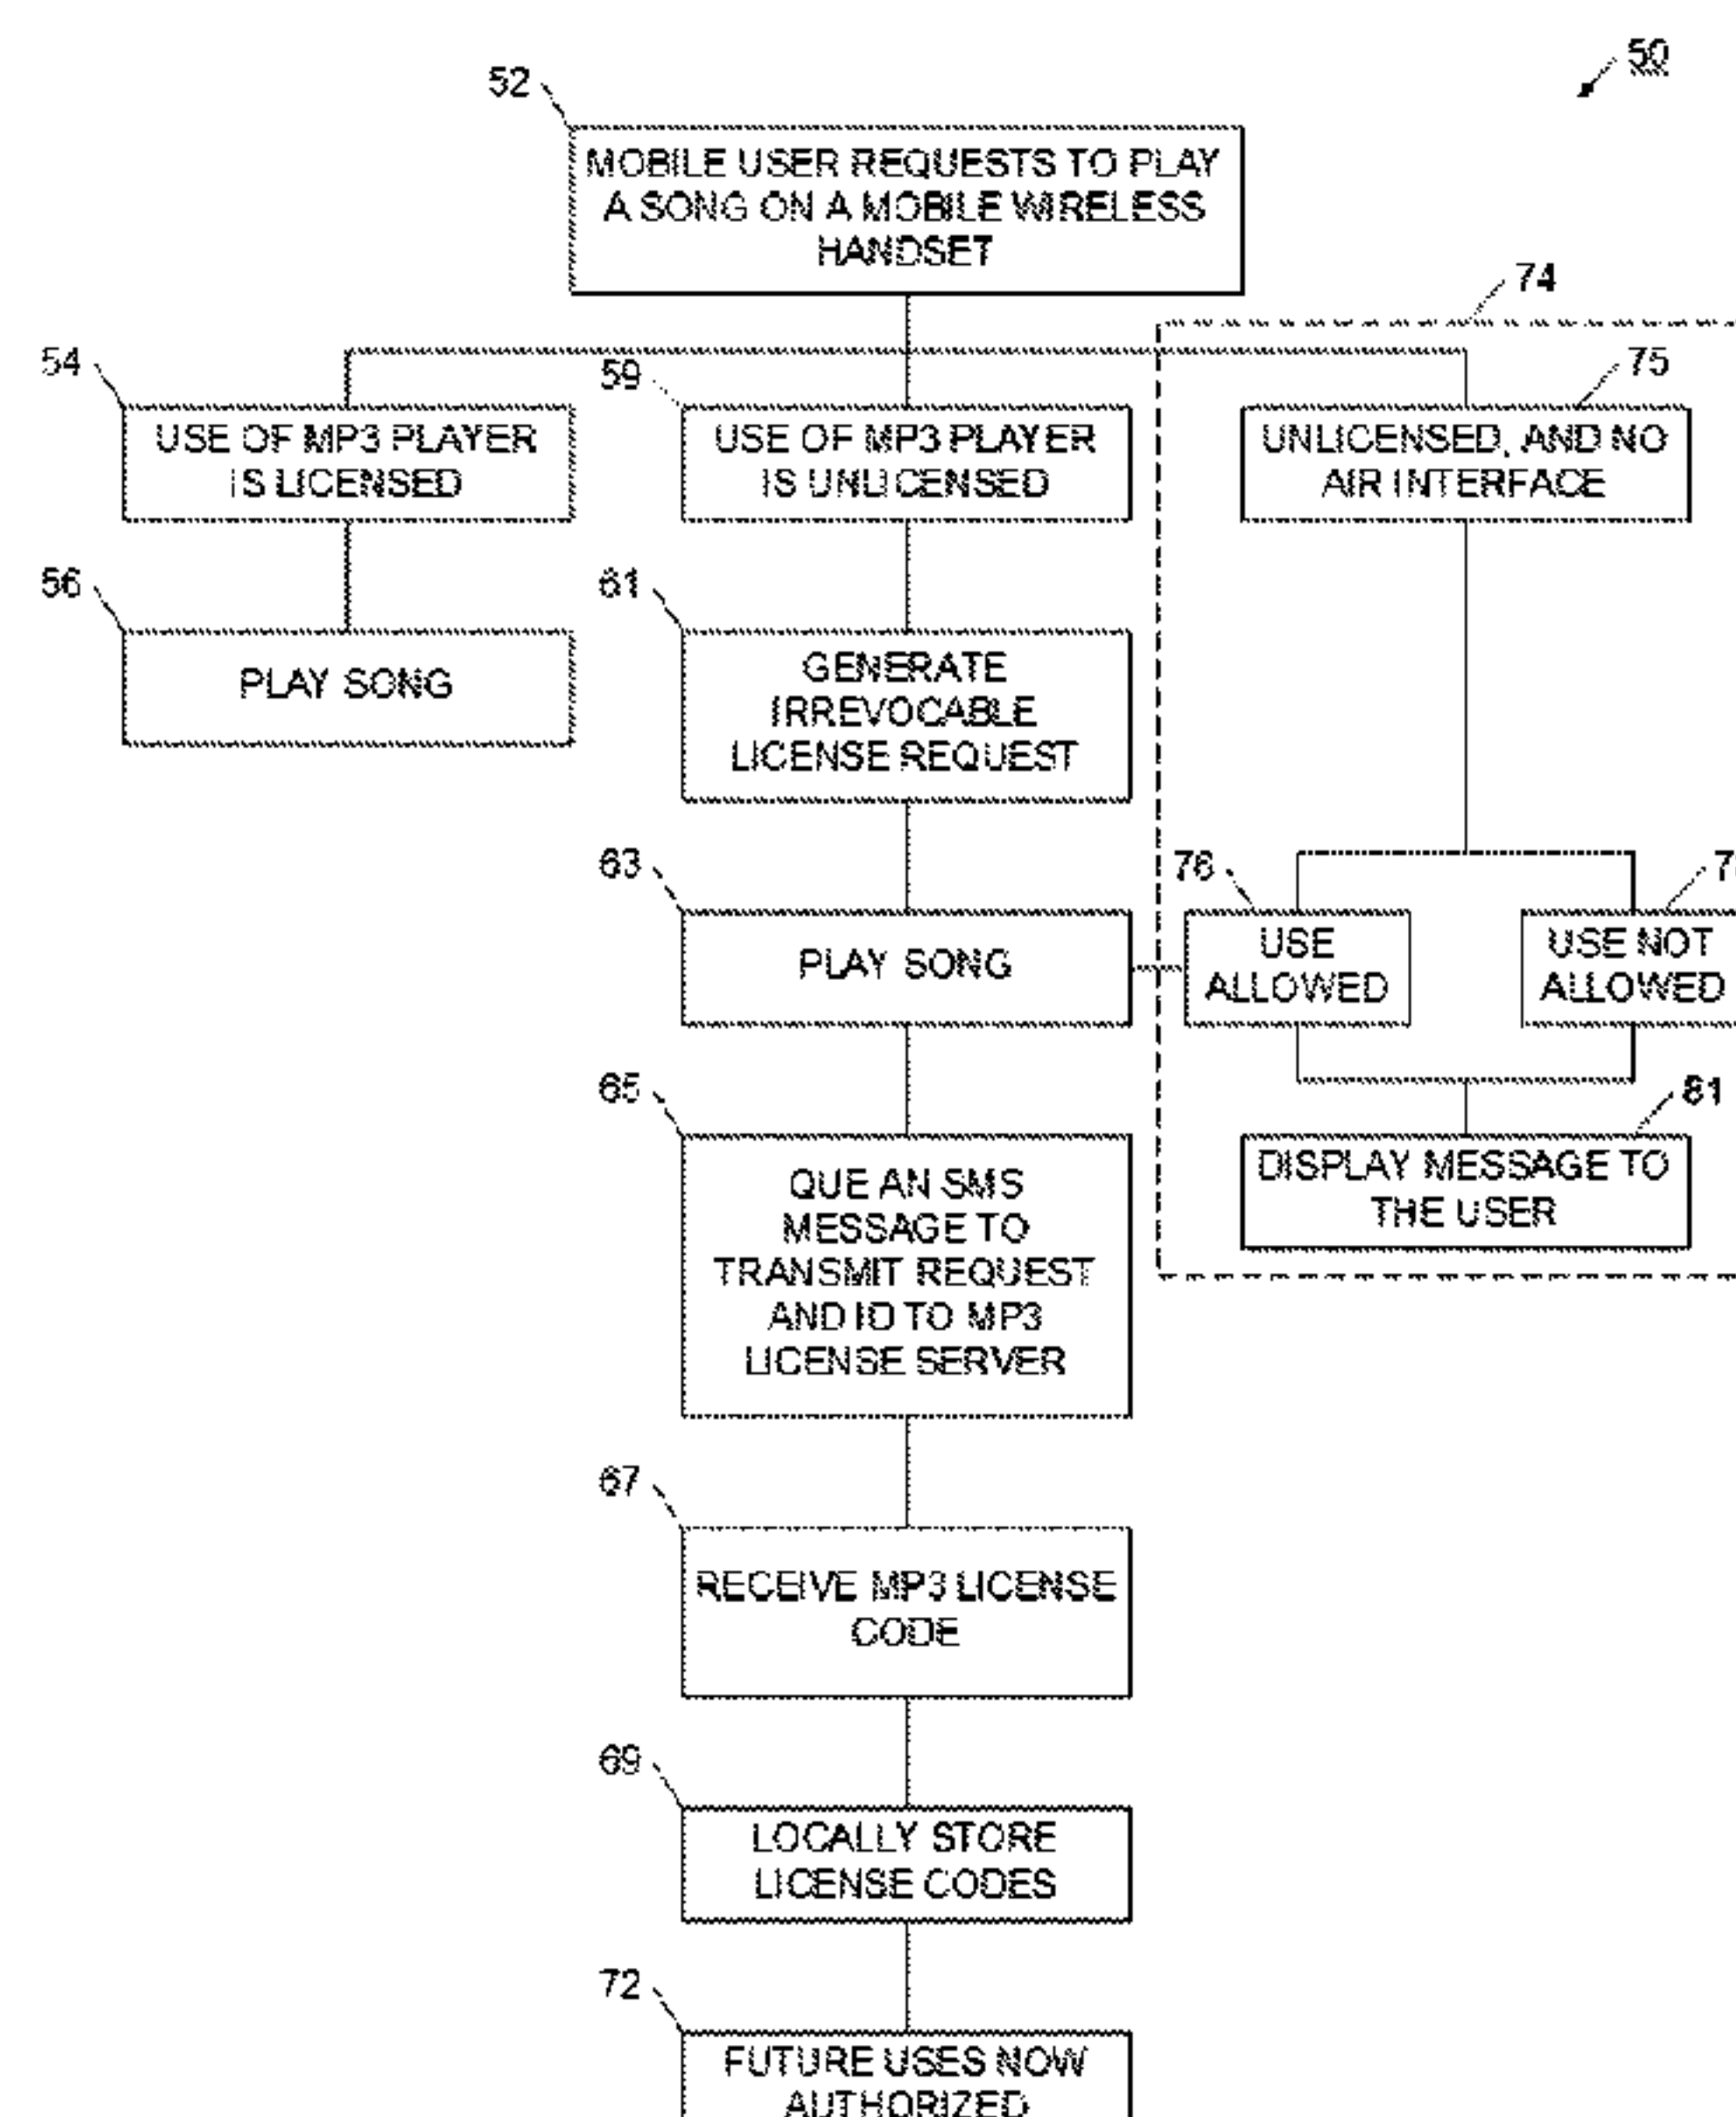 50
52
MOBILE USER REQUESTS TO PLAY
A SONG ON A MOBILE WIRELESS
HANDSET
74
54
USE OF MP3 PLAYER
IS LICENSED
59
USE OF MP3 PLAYER
IS UNLICENSED
75
UNLICENSED, AND NO
AIR INTERFACE
56
PLAY SONG
61
GENERATE
IRREVOCABLE
LICENSE REQUEST
63
PLAY SONG
76
USE
ALLOWED
USE NOT
ALLOWED
65
QUE AN SMS
MESSAGE TO
TRANSMIT REQUEST
AND ID TO MP3
LICENSE SERVER
81
DISPLAY MESSAGE TO
THE USER
67
RECEIVE MP3 LICENSE
CODE
69
LOCALLY STORE
LICENSE CODES
72
FUTURE USES NOW
AUTHORIZED